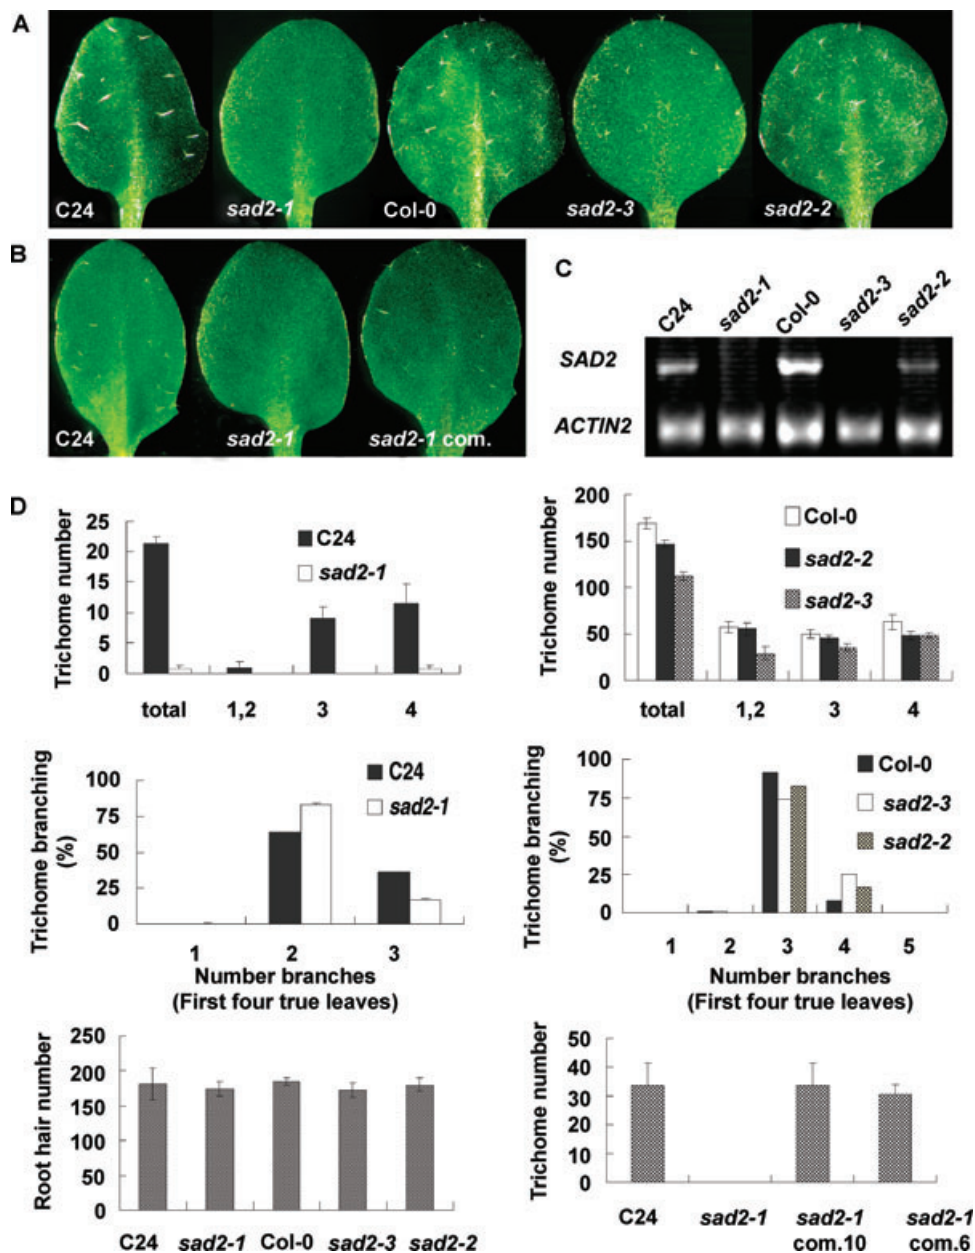 A
C24
sad2-1
Col-0
sad2-3
sad2-2
B
C24
sad2-1
sad2-1 com.
C
C24
sad2-1
Col-0
sad2-3
sad2-2
SAD2
ACTIN2
D
Trichome number
25
20
15
10
5
0
C24
sad2-1
total
1,2
3
4
Trichome number
200
150
100
50
0
Col-0
sad2-2
sad2-3
total
1,2
3
4
Trichome branching
(%)
100
75
50
25
0
C24
sad2-1
1
2
3
Number branches
(First four true leaves)
Trichome branching
(%)
100
75
50
25
0
Col-0
sad2-3
sad2-2
1
2
3
4
5
Number branches
(First four true leaves)
Root hair number
250
200
150
100
50
0
C24
sad2-1
Col-0
sad2-3
sad2-2
Trichome number
50
40
30
20
10
0
C24
sad2-1
sad2-1
com.10
sad2-1
com.6